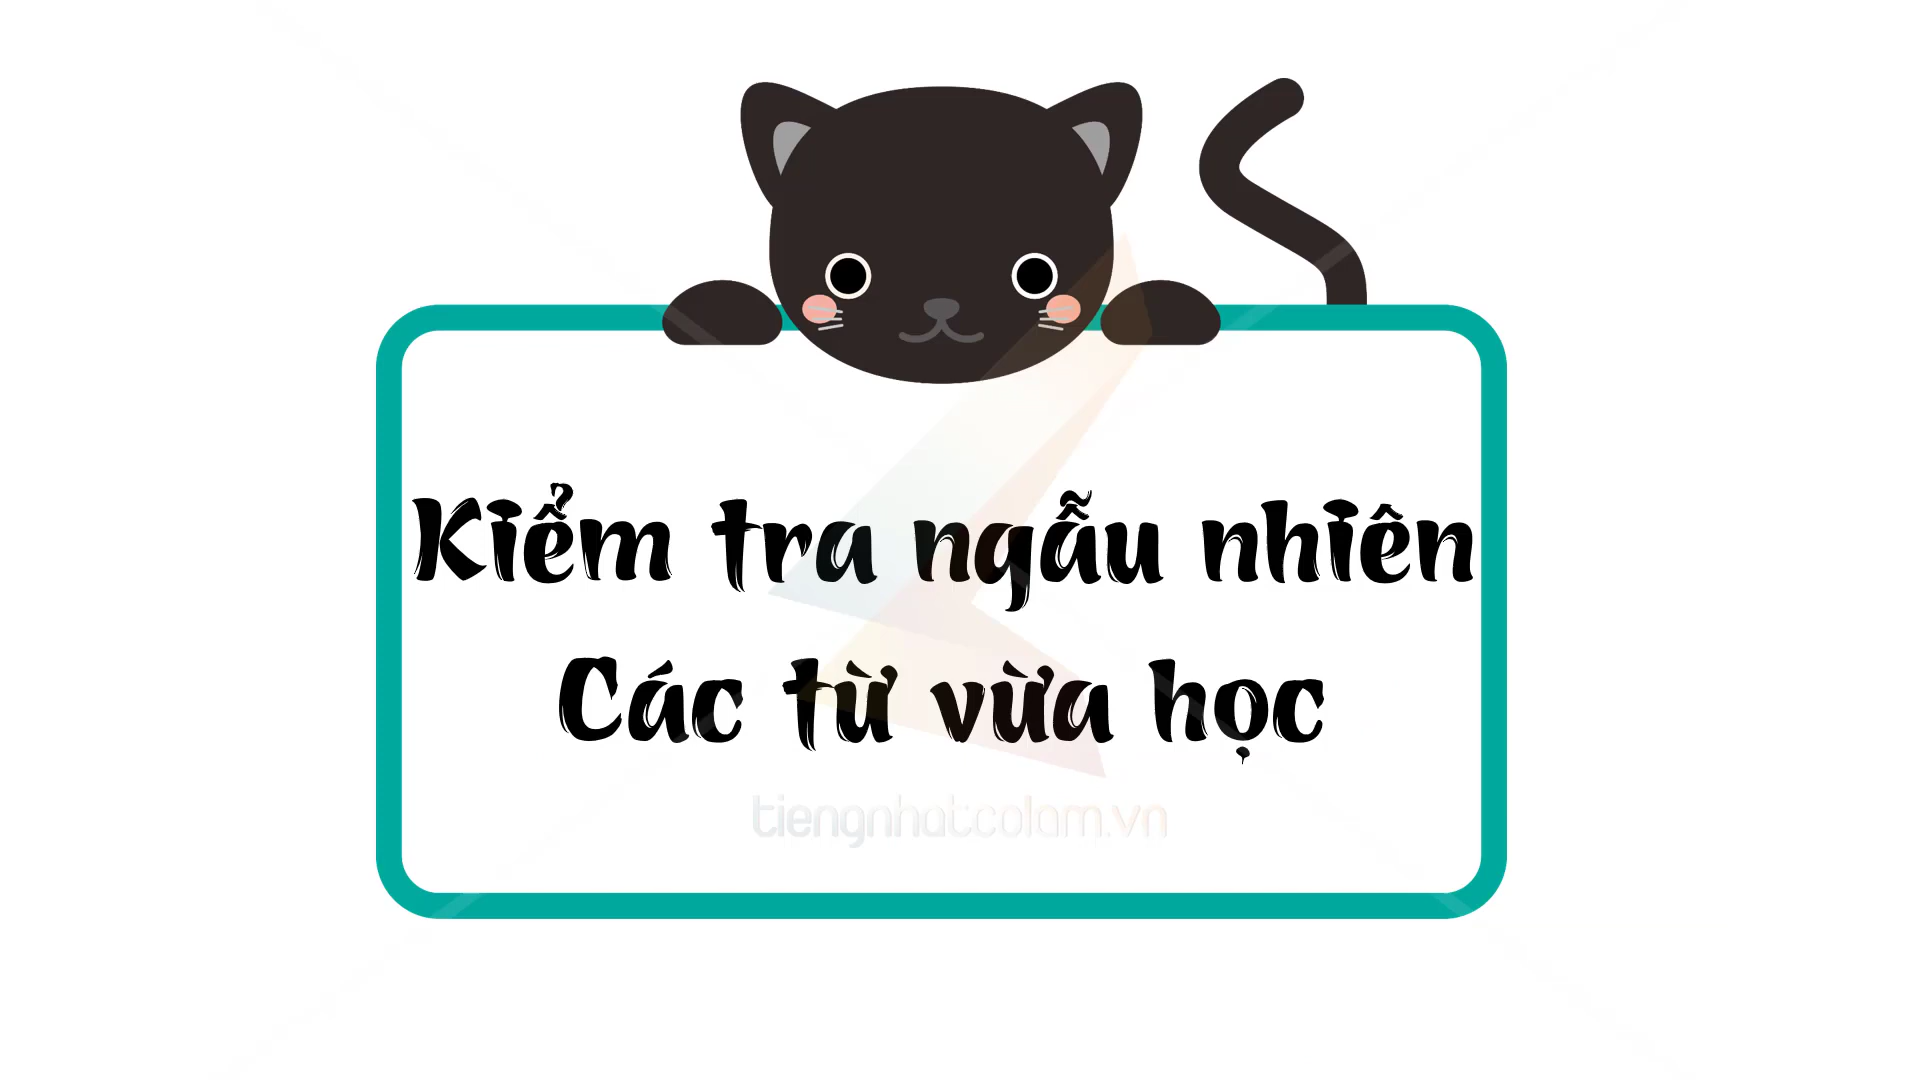 Kiểm tra ngẫu nhiên
Các từ vừa học
tiengnhatcolam.vn